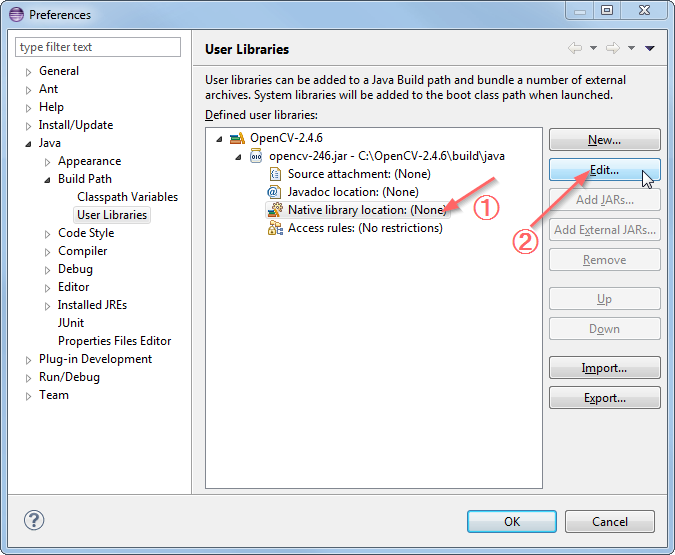 Preferences
type filter text
General
Ant
Help
Install/Update
Java
Appearance
Build Path
Classpath Variables
User Libraries
Code Style
Compiler
Debug
Editor
Installed JREs
JUnit
Properties Files Editor
Plug-in Development
Run/Debug
Team
User Libraries
User libraries can be added to a Java Build path and bundle a number of external
archives. System libraries will be added to the boot class path when launched.
Defined user libraries:
OpenCV-2.4.6
opencv-246.jar - C:\OpenCV-2.4.6\build\java
Source attachment: (None)
Javadoc location: (None)
Native library location: (None)
Access rules: (No restrictions)
①
②
New...
Edit...
Add JARs...
Add External JARs...
Remove
Up
Down
Import...
Export...
?
OK
Cancel